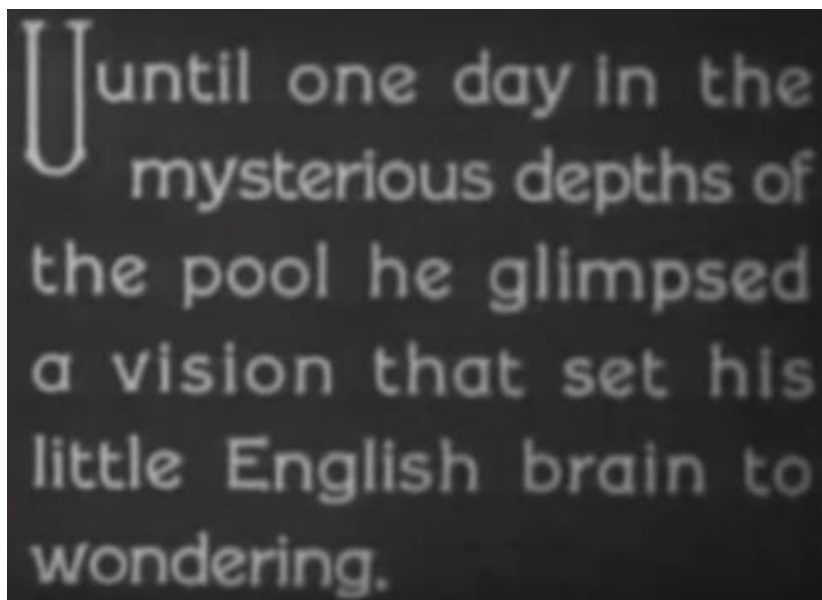 Uuntil one day in the
mysterious depths of
the pool he glimpsed
a vision that set his
little English brain to
wondering.